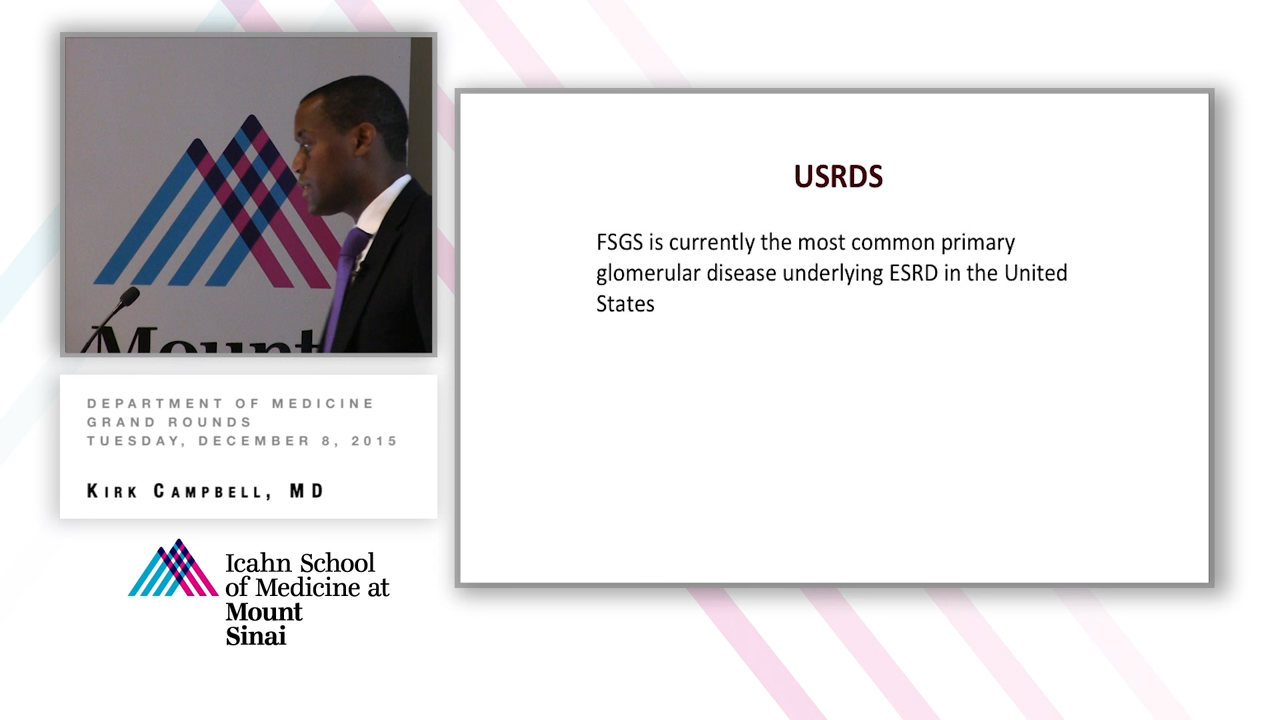 Mount
DEPARTMENT OF MEDICINE
GRAND ROUNDS
TUESDAY, DECEMBER 8, 2015
KIRK CAMPBELL, MD
Icahn School
of Medicine at
Mount
Sinai
USRDS
FSGS is currently the most common primary
glomerular disease underlying ESRD in the United
States